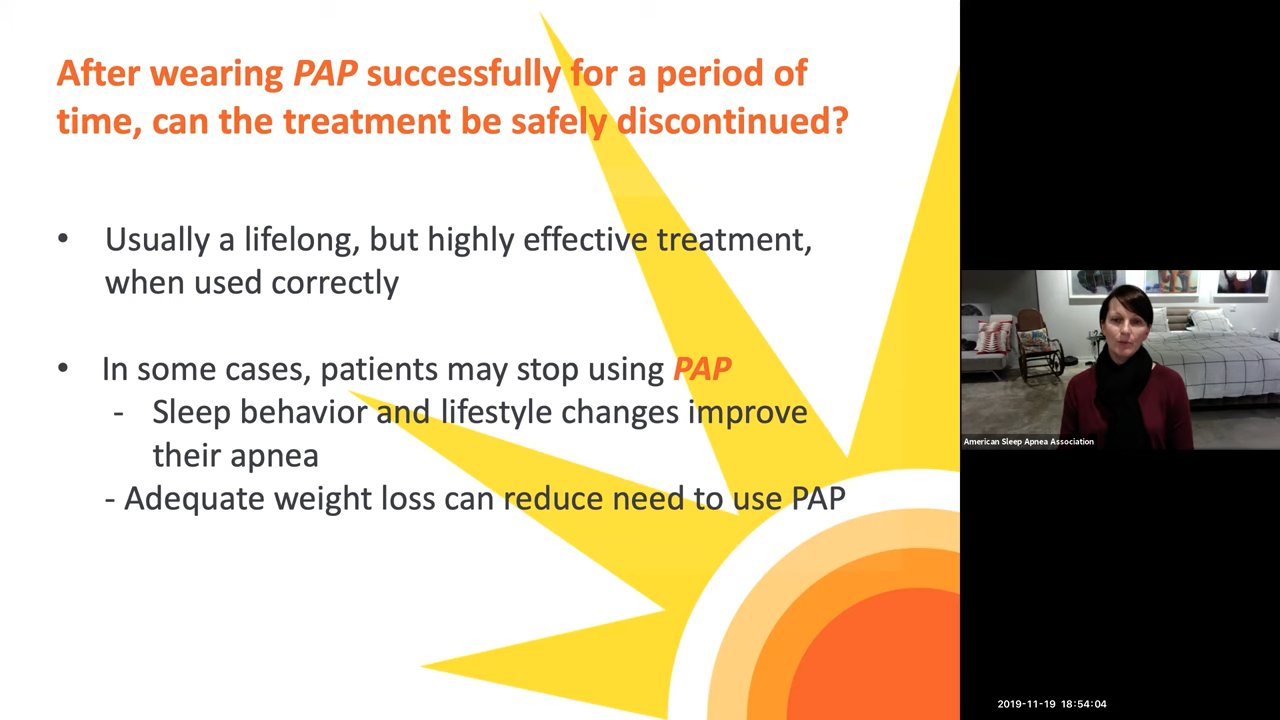 After wearing PAP successfully for a period of
time, can the treatment be safely discontinued?
• Usually a lifelong, but highly effective treatment,
when used correctly
• In some cases, patients may stop using PAP
- Sleep behavior and lifestyle changes improve
their apnea
- Adequate weight loss can reduce need to use PAP
American Sleep Apnea Association
2019-11-19 18:54:04